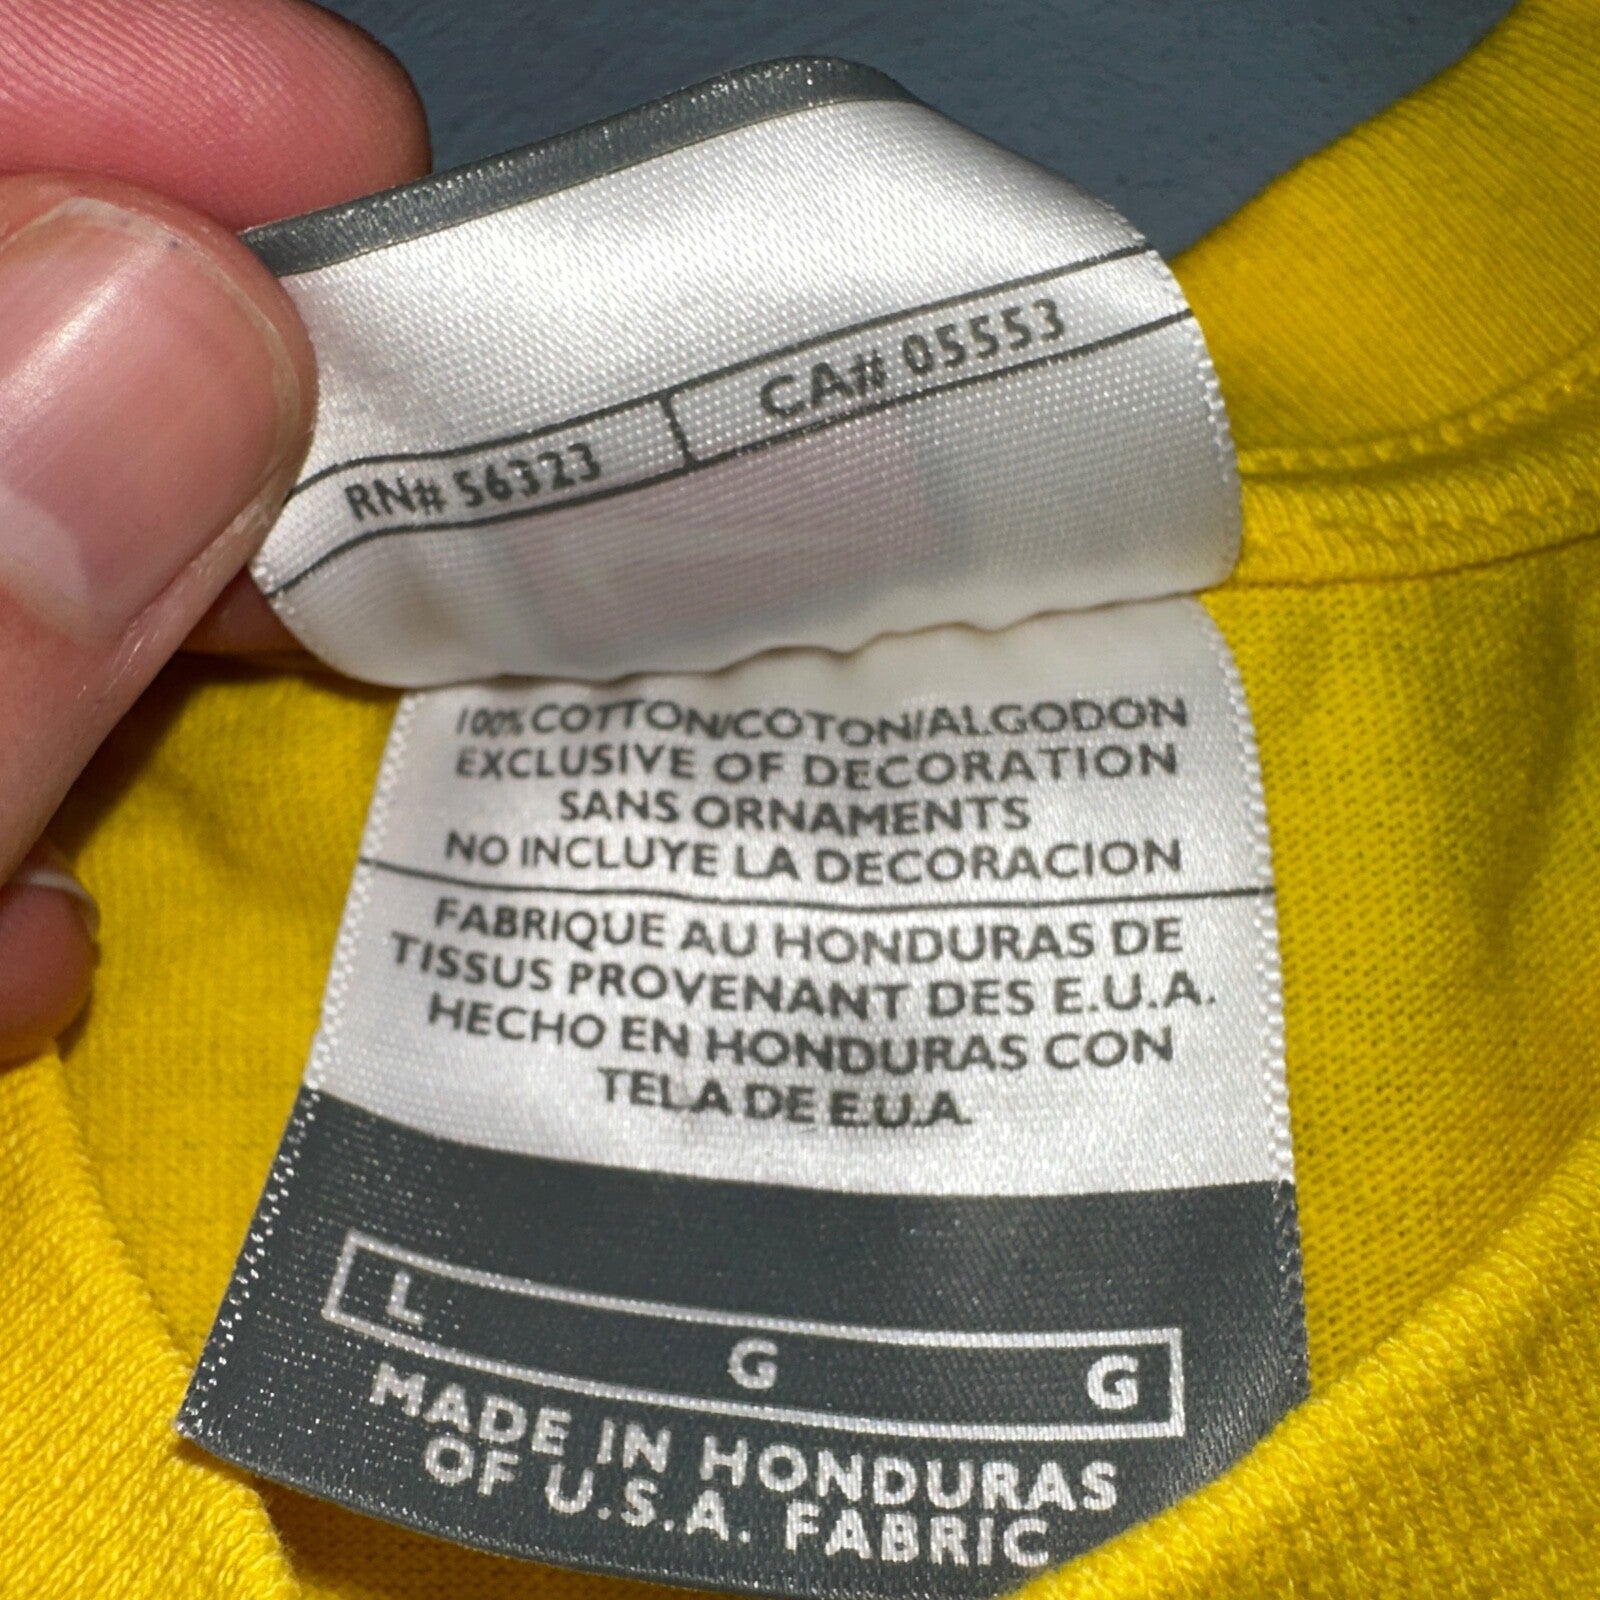 RN# 56323 CA# 05553
100% COTTON/COTON/ALGODON
EXCLUSIVE OF DECORATION
SANS ORNAMENTS
NO INCLUYE LA DECORACION
FABRIQUE AU HONDURAS DE
TISSUS PROVENANT DES E.U.A.
HECHO EN HONDURAS CON
TELA DE E.U.A.
L G G
MADE IN HONDURAS
OF U.S.A. FABRIC